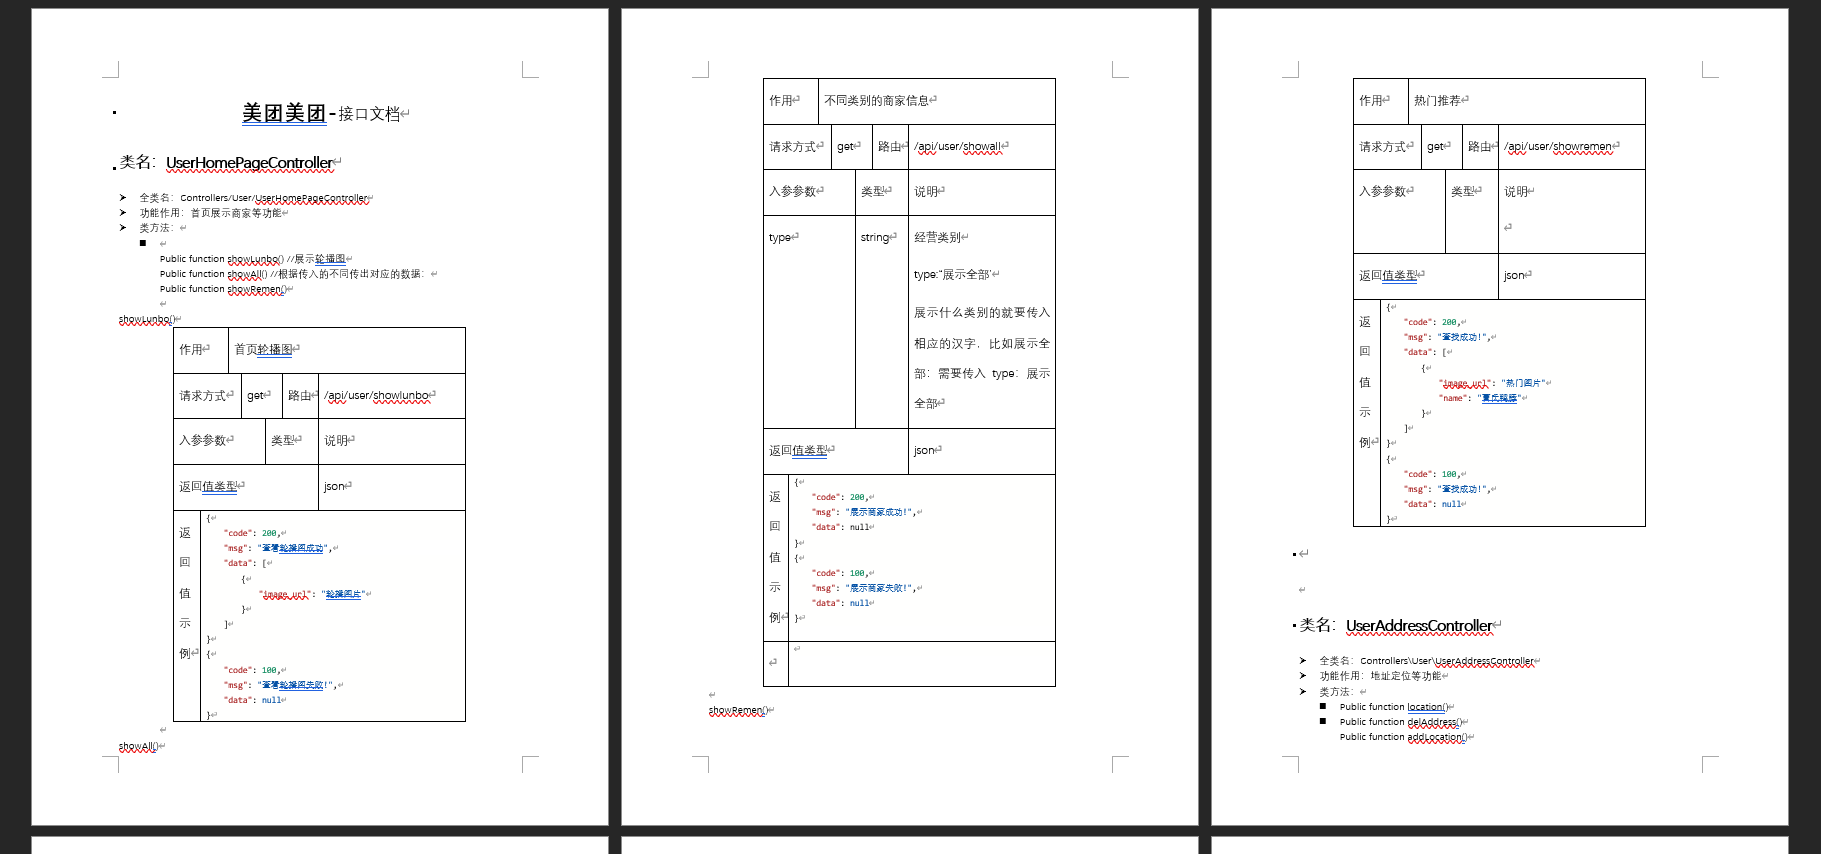 美团美团-接口文档
类名：UserHomePageController
全类名：Controllers/User/UserHomePageController
功能作用：首页展示商家等功能
类方法：
Public function showLunbo() //展示轮播图
Public function showAll() //根据传入的不同传出对应的数据：
Public function showRemen()
showLunbo()
作用 首页轮播图
请求方式 get 路由 /api/user/showlunbo
入参参数 类型 说明
返回值类型 json
返回值示例
{
"code": 200,
"msg": "查看轮播图成功",
"data": [
{
"image_url": "轮播图片"
}
]
}
{
"code": 100,
"msg": "查看轮播图失败!",
"data": null
}
showAll()
作用 不同类别的商家信息
请求方式 get 路由 /api/user/showall
入参参数 类型 说明
type string 经营类别
type:"展示全部'
展示什么类别的就要传入
相应的汉字，比如展示全
部：需要传入 type：展示
全部
返回值类型 json
返回值示例
{
"code": 200,
"msg": "展示商家成功!",
"data": null
}
{
"code": 100,
"msg": "展示商家失败!",
"data": null
}
showRemen()
作用 热门推荐
请求方式 get 路由 /api/user/showremen
入参参数 类型 说明
返回值类型 json
返回值示例
{
"code": 200,
"msg": "查找成功!",
"data": [
{
"image_url": "热门图片"
"name": "夏氏鸭脖"
}
]
}
{
"code": 100,
"msg": "查找成功!",
"data": null
}
类名：UserAddressController
全类名：Controllers\User\UserAddressController
功能作用：地址定位等功能
类方法：
Public function location()
Public function delAddress()
Public function addLocation()